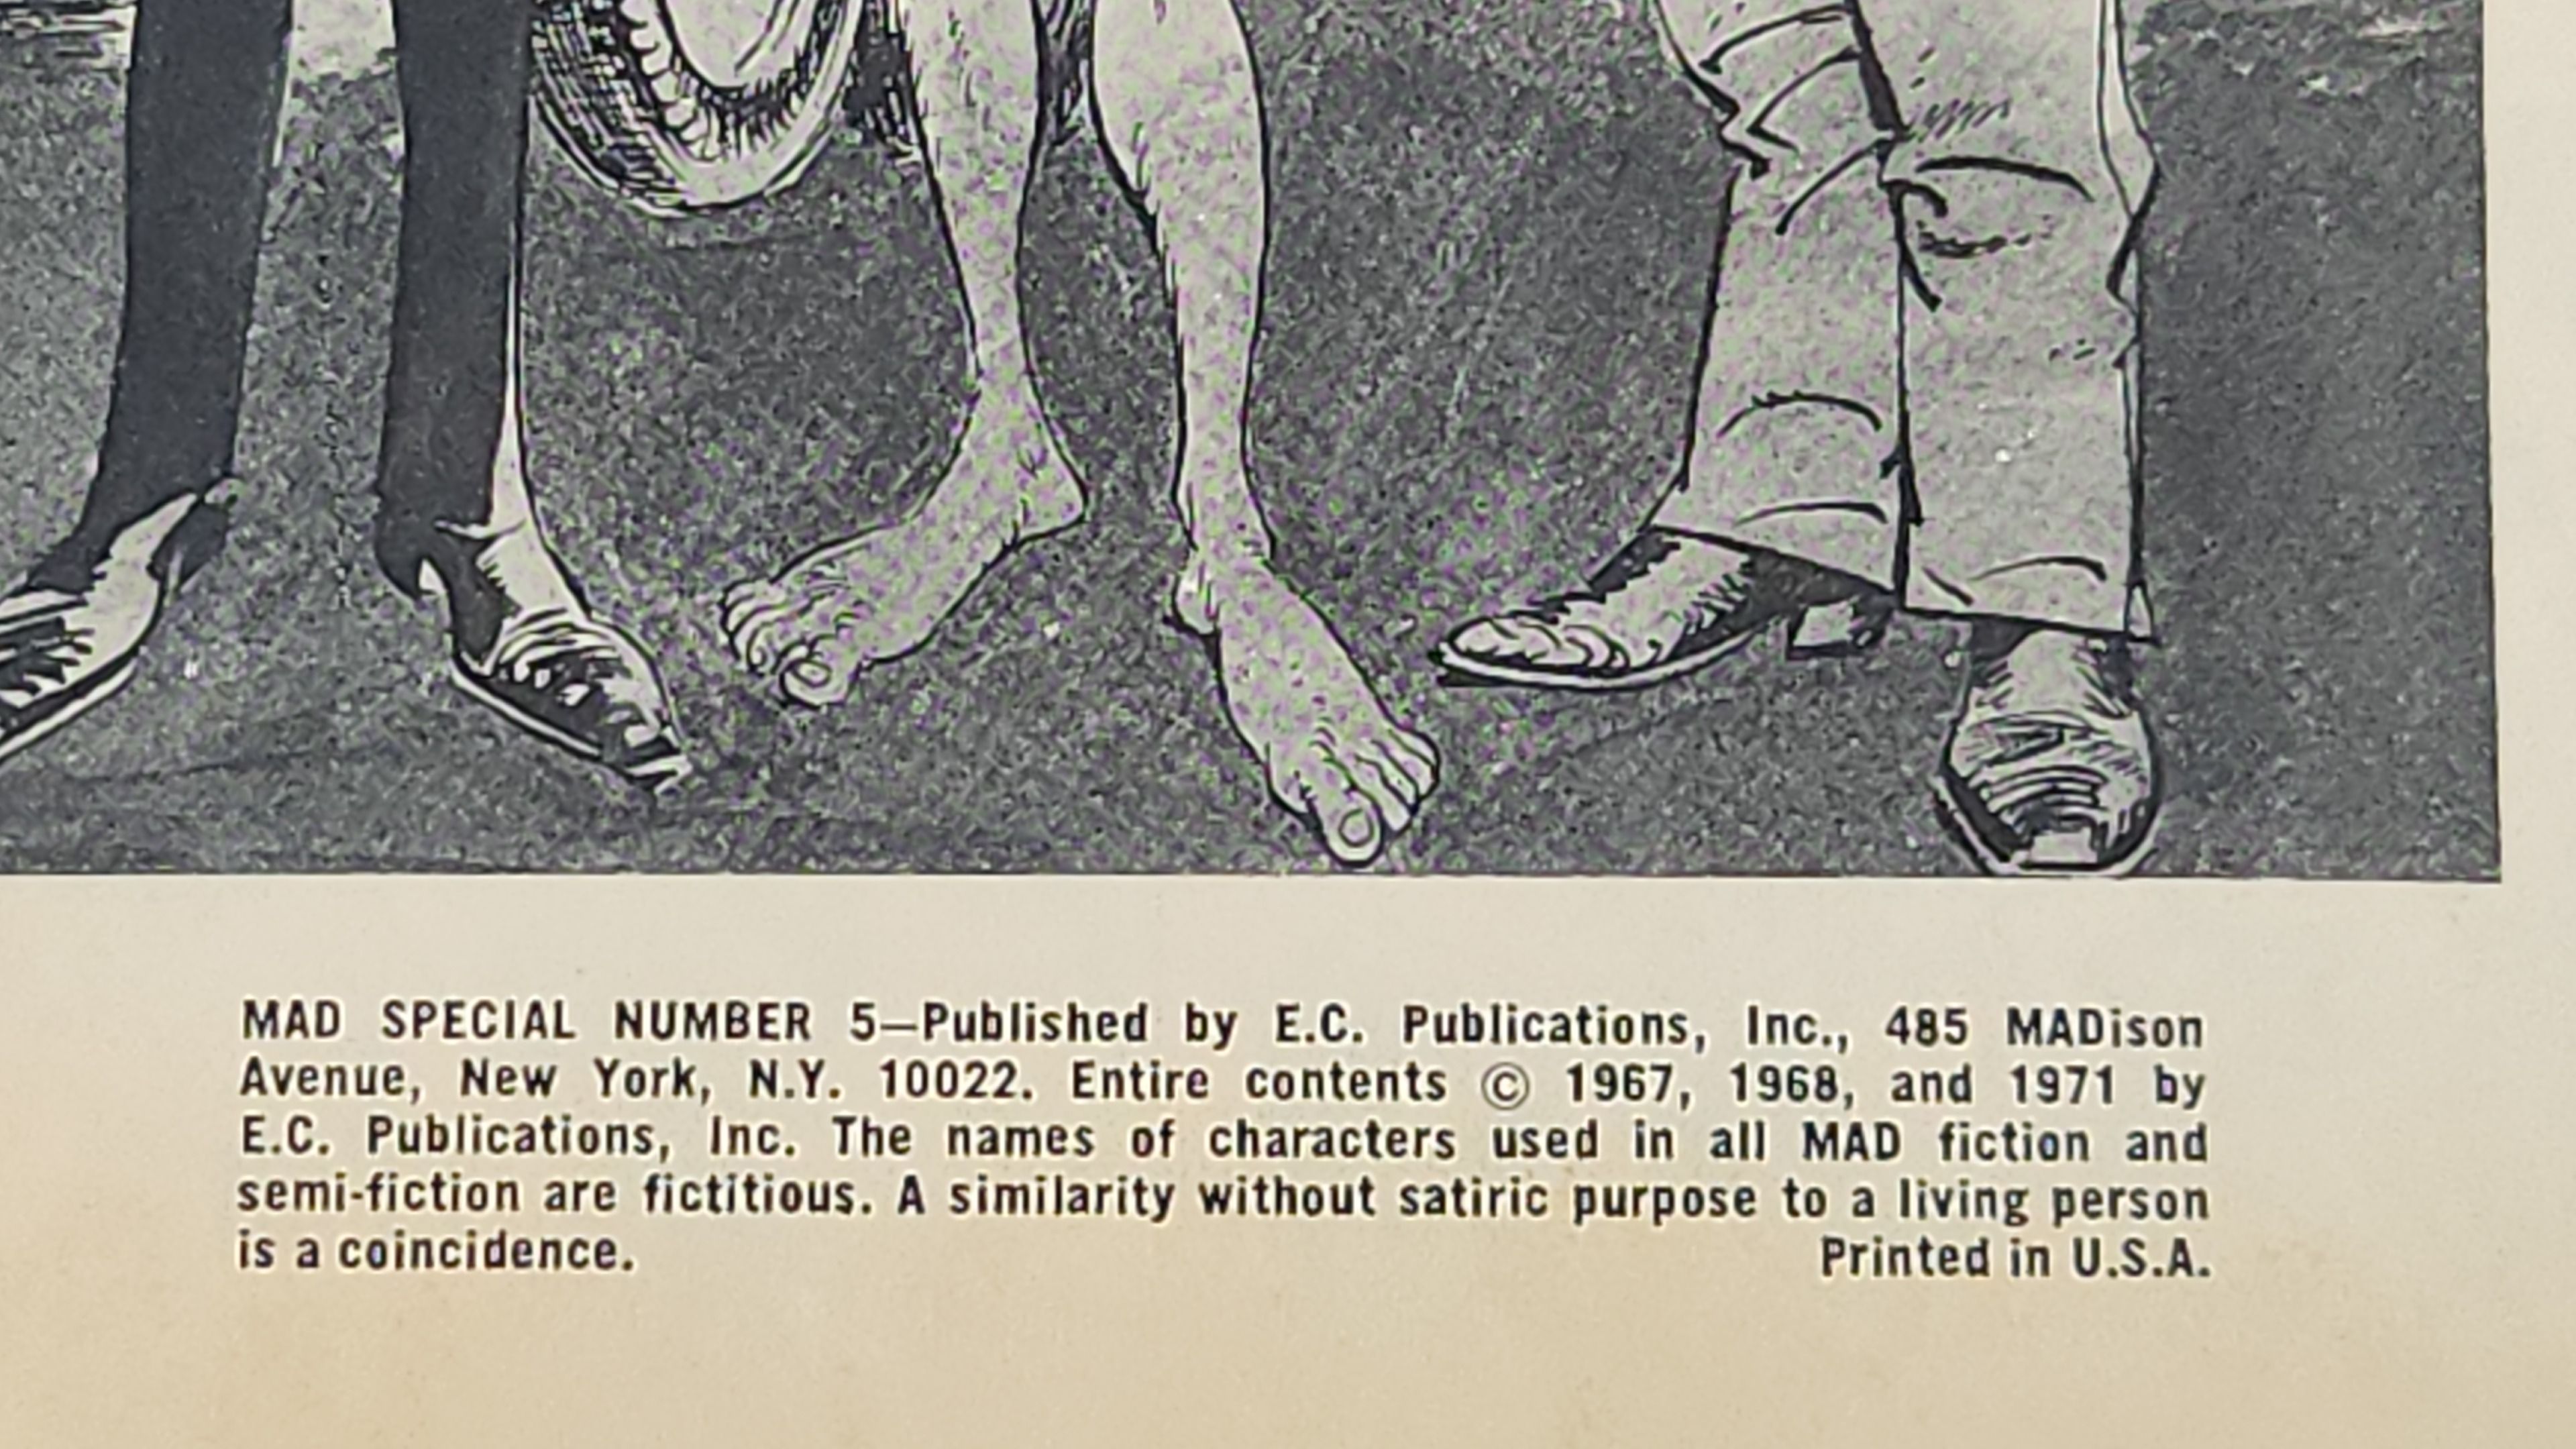 MAD SPECIAL NUMBER 5—Published by E.C. Publications, Inc., 485 MADison
Avenue, New York, N.Y. 10022. Entire contents © 1967, 1968, and 1971 by
E.C. Publications, Inc. The names of characters used in all MAD fiction and
semi-fiction are fictitious. A similarity without satiric purpose to a living person
is a coincidence. Printed in U.S.A.